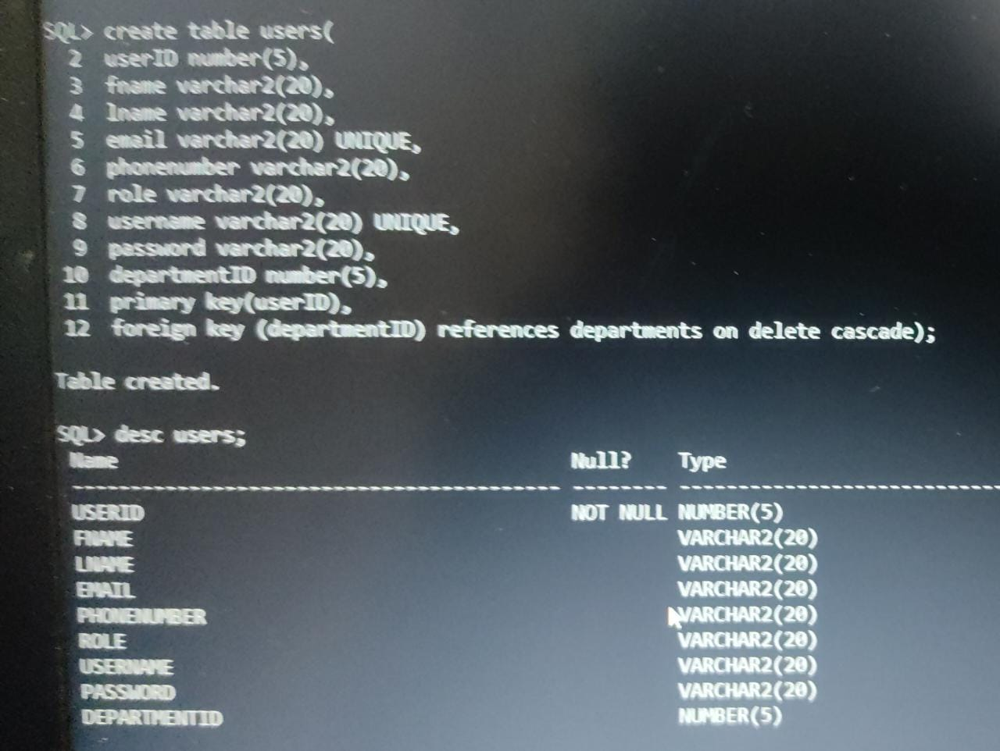 SQL> create table users(
2 userID number(5),
3 fname varchar2(20),
4 lname varchar2(20),
5 email varchar2(20) UNIQUE,
6 phonenumber varchar2(20),
7 role varchar2(20),
8 username varchar2(20) UNIQUE,
9 password varchar2(20),
10 departmentID number(5),
11 primary key(userID),
12 foreign key (departmentID) references departments on delete cascade);
Table created.
SQL> desc users;
Name Null? Type
----------------------------------------- -------- ----------------------------
USERID NOT NULL NUMBER(5)
FNAME VARCHAR2(20)
LNAME VARCHAR2(20)
EMAIL VARCHAR2(20)
PHONENUMBER VARCHAR2(20)
ROLE VARCHAR2(20)
USERNAME VARCHAR2(20)
PASSWORD VARCHAR2(20)
DEPARTMENTID NUMBER(5)